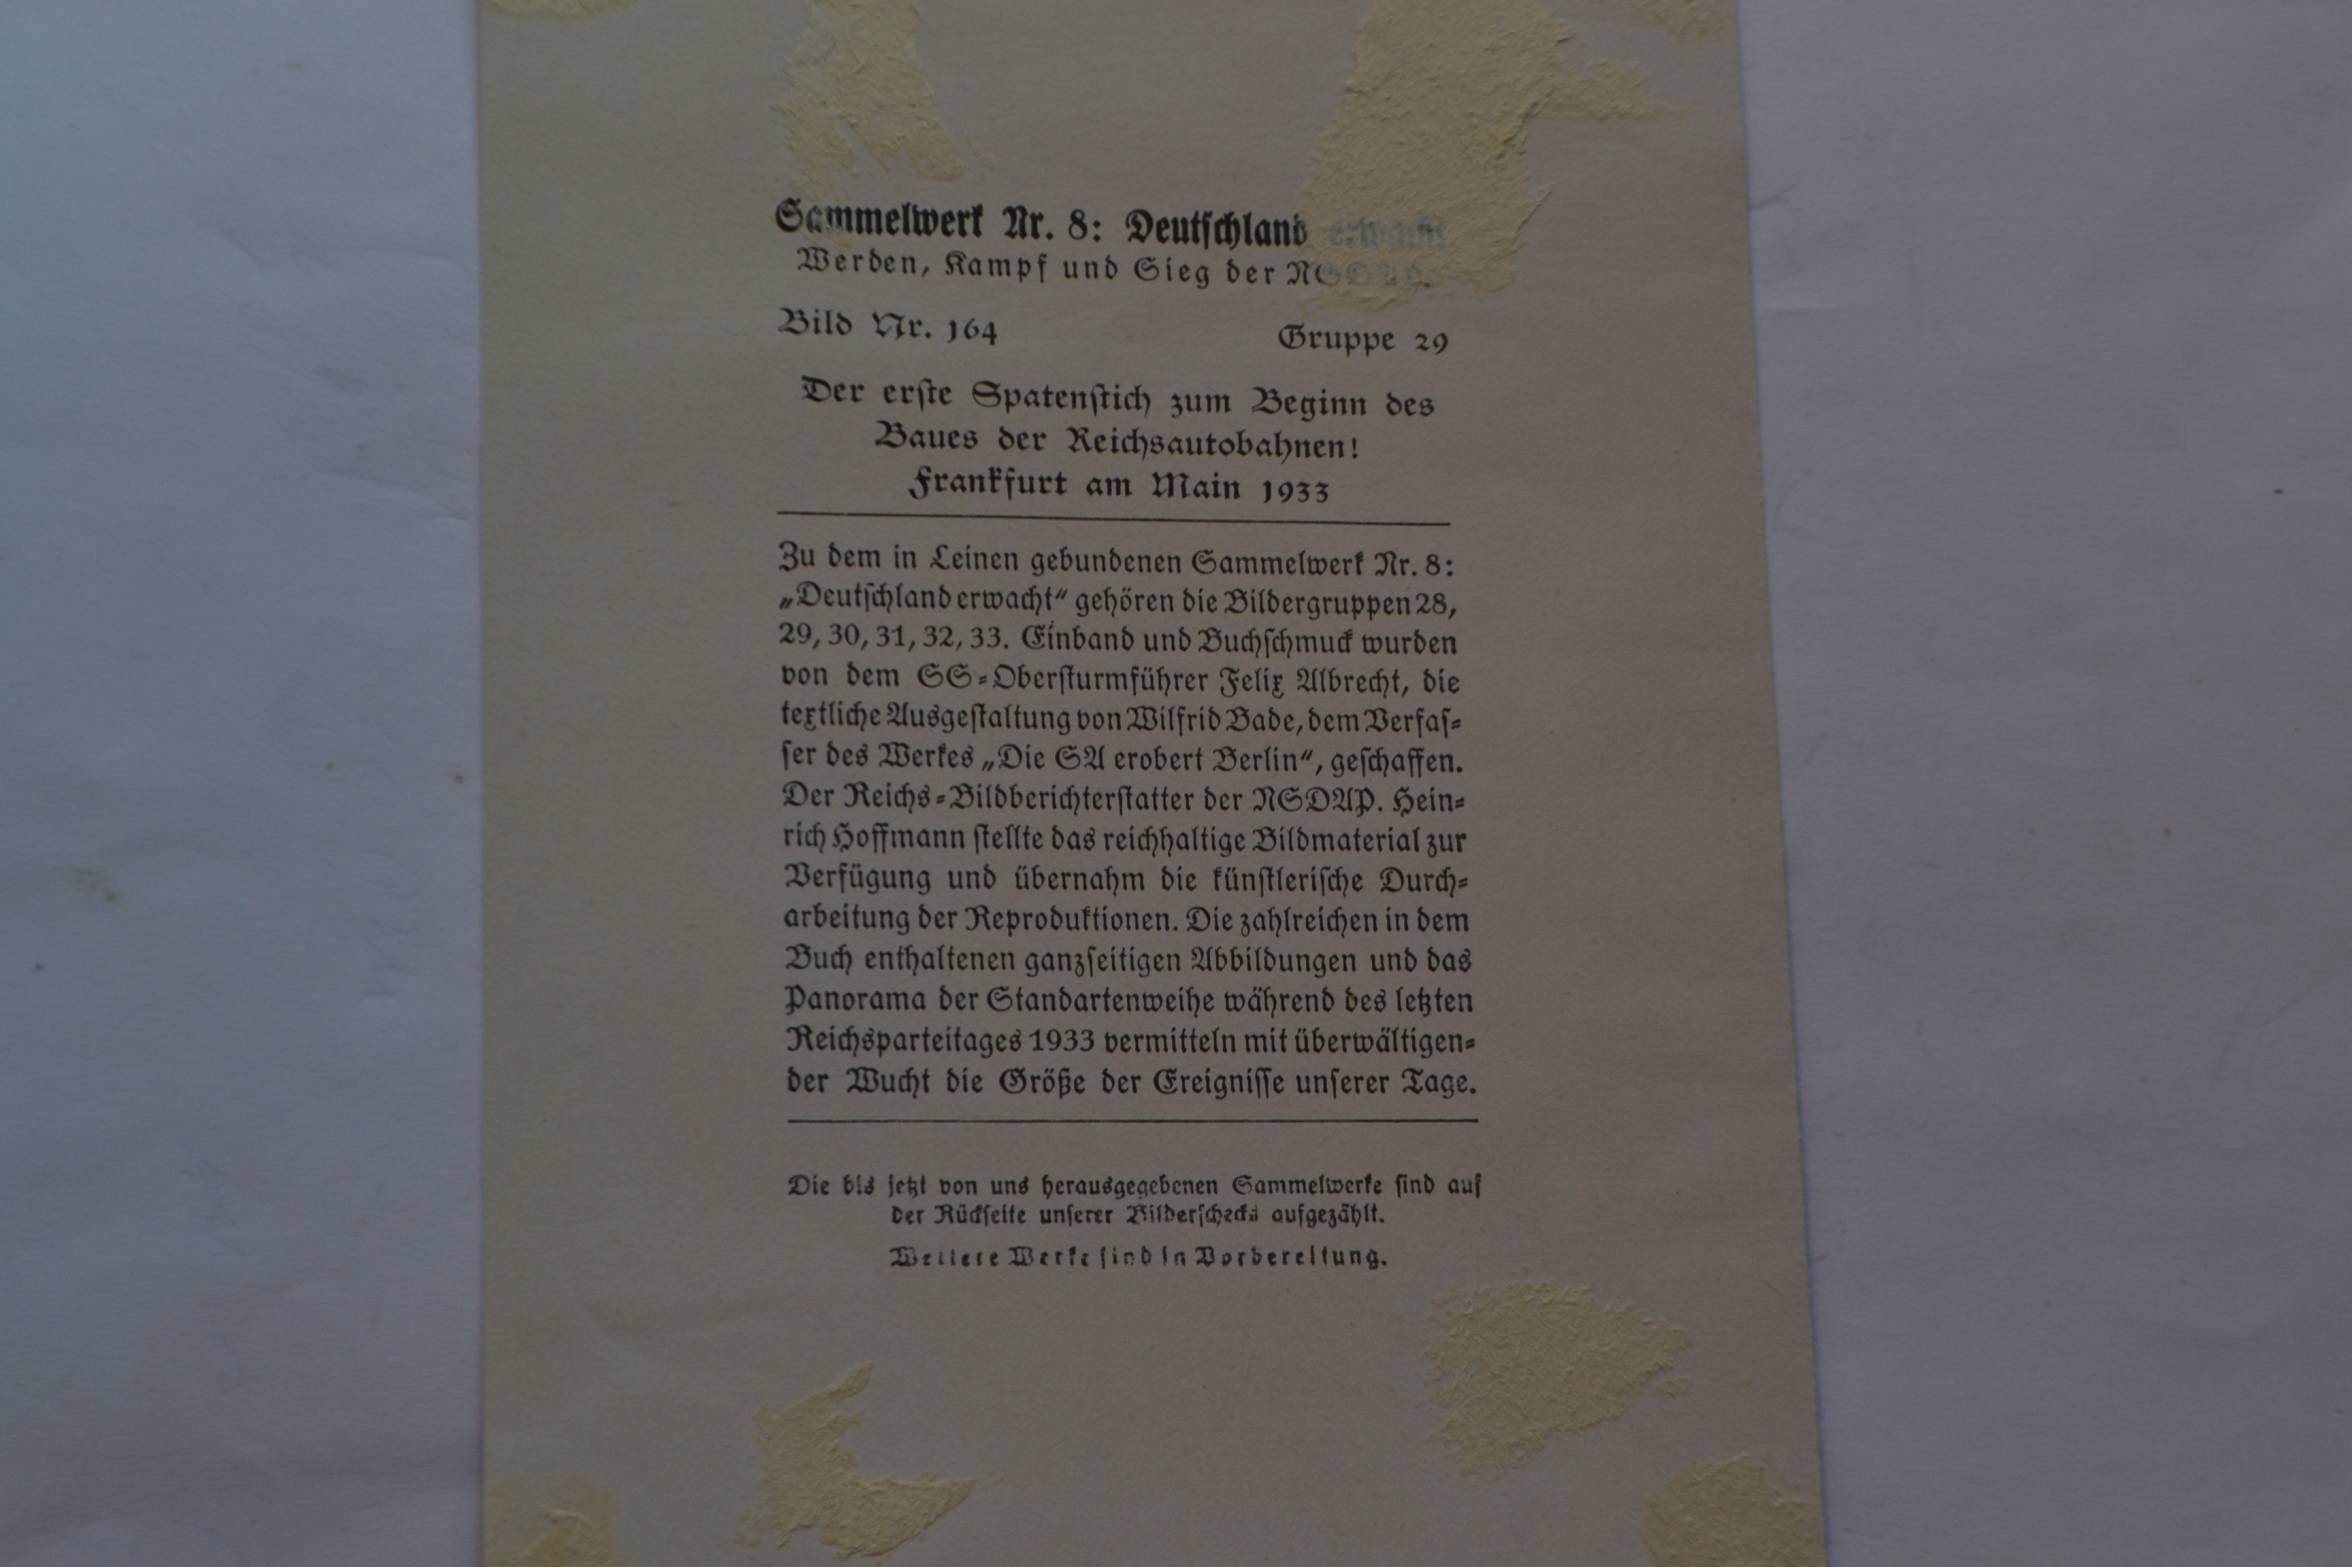 Sammelwerk Nr. 8: Deutschland erwacht
Werden, Kampf und Sieg der NSDAP.
Bild Nr. 164 Gruppe 29
Der erste Spatenstich zum Beginn des
Baues der Reichsautobahnen!
Frankfurt am Main 1933
Zu dem in Leinen gebundenen Sammelwerk Nr. 8:
„Deutschland erwacht“ gehören die Bildergruppen 28,
29, 30, 31, 32, 33. Einband und Buchschmuck wurden
von dem SS-Obersturmführer Felix Albrecht, die
textliche Ausgestaltung von Wilfrid Bade, dem Verfas-
ser des Werkes „Die SA erobert Berlin“, geschaffen.
Der Reichs-Bildberichterstatter der NSDAP. Hein-
rich Hoffmann stellte das reichhaltige Bildmaterial zur
Verfügung und übernahm die künstlerische Durch-
arbeitung der Reproduktionen. Die zahlreichen in dem
Buch enthaltenen ganzseitigen Abbildungen und das
Panorama der Standartenweihe während des letzten
Reichsparteitages 1933 vermitteln mit überwältigen-
der Wucht die Größe der Ereignisse unserer Tage.
Die bis jetzt von uns herausgegebenen Sammelwerke sind auf
der Rückseite unserer Bilderschecks aufgezählt.
Weitere Werke sind in Vorbereitung.